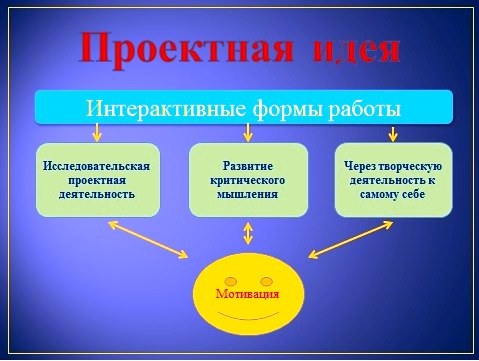 Проектная идея
Интерактивные формы работы
Исследовательская
проектная
деятельность
Развитие
критического
мышления
Через творческую
деятельность к
самому себе
Мотивация